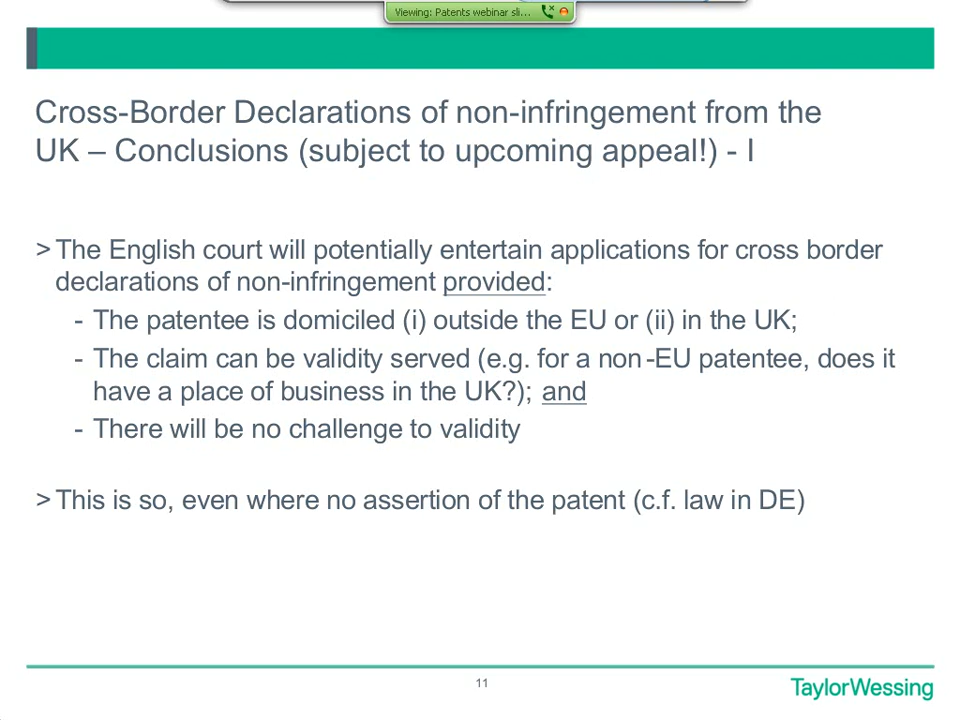 Viewing: Patents webinar sli...
Cross-Border Declarations of non-infringement from the
UK – Conclusions (subject to upcoming appeal!) - I
> The English court will potentially entertain applications for cross border
declarations of non-infringement provided:
- The patentee is domiciled (i) outside the EU or (ii) in the UK;
- The claim can be validity served (e.g. for a non-EU patentee, does it
have a place of business in the UK?); and
- There will be no challenge to validity
> This is so, even where no assertion of the patent (c.f. law in DE)
11
TaylorWessing